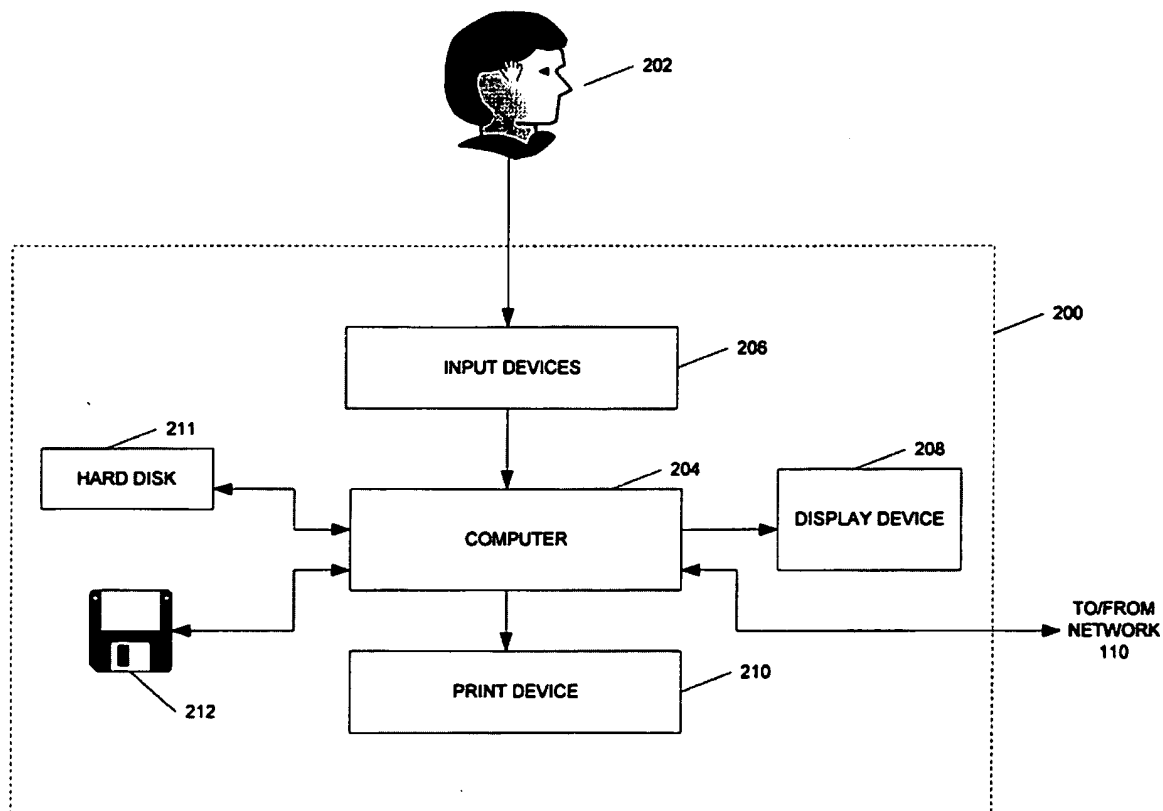 202
200
INPUT DEVICES
206
211
HARD DISK
204
COMPUTER
208
DISPLAY DEVICE
TO/FROM
NETWORK
110
212
PRINT DEVICE
210